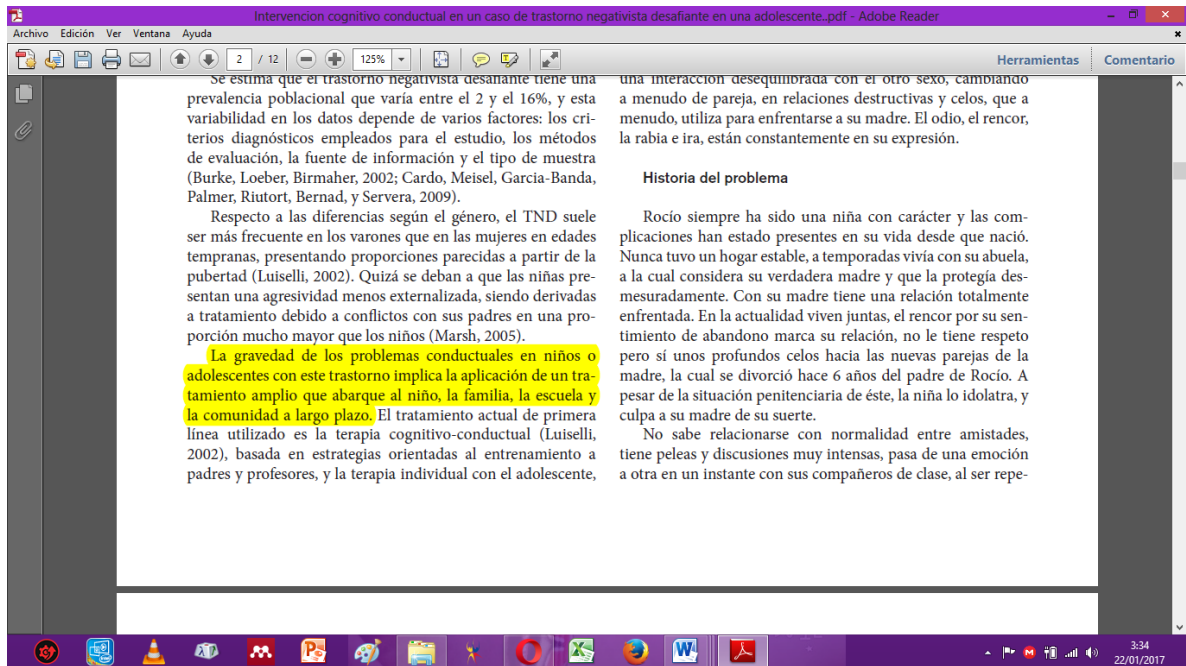 Intervencion cognitivo conductual en un caso de trastorno negativista desafiante en una adolescente..pdf - Adobe Reader
Archivo Edición Ver Ventana Ayuda
2 / 12 125% Herramientas Comentario
Se estima que el trastorno negativista desafiante tiene una
prevalencia poblacional que varía entre el 2 y el 16%, y esta
variabilidad en los datos depende de varios factores: los cri-
terios diagnósticos empleados para el estudio, los métodos
de evaluación, la fuente de información y el tipo de muestra
(Burke, Loeber, Birmaher, 2002; Cardo, Meisel, Garcia-Banda,
Palmer, Riutort, Bernad, y Servera, 2009).
Respecto a las diferencias según el género, el TND suele
ser más frecuente en los varones que en las mujeres en edades
tempranas, presentando proporciones parecidas a partir de la
pubertad (Luiselli, 2002). Quizá se deban a que las niñas pre-
sentan una agresividad menos externalizada, siendo derivadas
a tratamiento debido a conflictos con sus padres en una pro-
porción mucho mayor que los niños (Marsh, 2005).
La gravedad de los problemas conductuales en niños o
adolescentes con este trastorno implica la aplicación de un tra-
tamiento amplio que abarque al niño, la familia, la escuela y
la comunidad a largo plazo. El tratamiento actual de primera
línea utilizado es la terapia cognitivo-conductual (Luiselli,
2002), basada en estrategias orientadas al entrenamiento a
padres y profesores, y la terapia individual con el adolescente,
una interacción desequilibrada con el otro sexo, cambiando
a menudo de pareja, en relaciones destructivas y celos, que a
menudo, utiliza para enfrentarse a su madre. El odio, el rencor,
la rabia e ira, están constantemente en su expresión.
Historia del problema
Rocío siempre ha sido una niña con carácter y las com-
plicaciones han estado presentes en su vida desde que nació.
Nunca tuvo un hogar estable, a temporadas vivía con su abuela,
a la cual considera su verdadera madre y que la protegía des-
mesuradamente. Con su madre tiene una relación totalmente
enfrentada. En la actualidad viven juntas, el rencor por su sen-
timiento de abandono marca su relación, no le tiene respeto
pero sí unos profundos celos hacia las nuevas parejas de la
madre, la cual se divorció hace 6 años del padre de Rocío. A
pesar de la situación penitenciaria de éste, la niña lo idolatra, y
culpa a su madre de su suerte.
No sabe relacionarse con normalidad entre amistades,
tiene peleas y discusiones muy intensas, pasa de una emoción
a otra en un instante con sus compañeros de clase, al ser repe-
3:34
22/01/2017